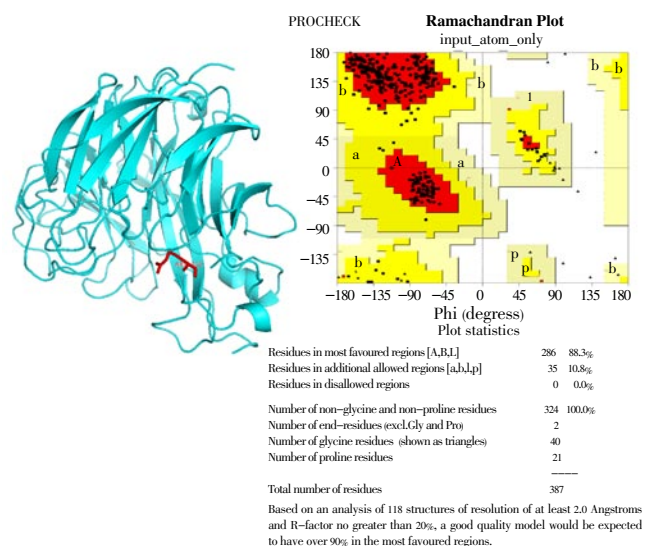 PROCHECK
Ramachandran Plot
input_atom_only
180
135
90
45
0
−45
−90
−135
b
b
b
b
l
a
A
a
b
p
p
b
−180 −135 −90 −45 0 45 90 135 180
Phi (degress)
Plot statistics
Residues in most favoured regions [A,B,L] 286 88.3%
Residues in additional allowed regions [a,b,l,p] 35 10.8%
Residues in disallowed regions 0 0.0%
Number of non−glycine and non−proline residues 324 100.0%
Number of end−residues (excl.Gly and Pro) 2
Number of glycine residues (shown as triangles) 40
Number of proline residues 21
————
Total number of residues 387
Based on an analysis of 118 structures of resolution of at least 2.0 Angstroms
and R−factor no greater than 20%, a good quality model would be expected
to have over 90% in the most favoured regions.